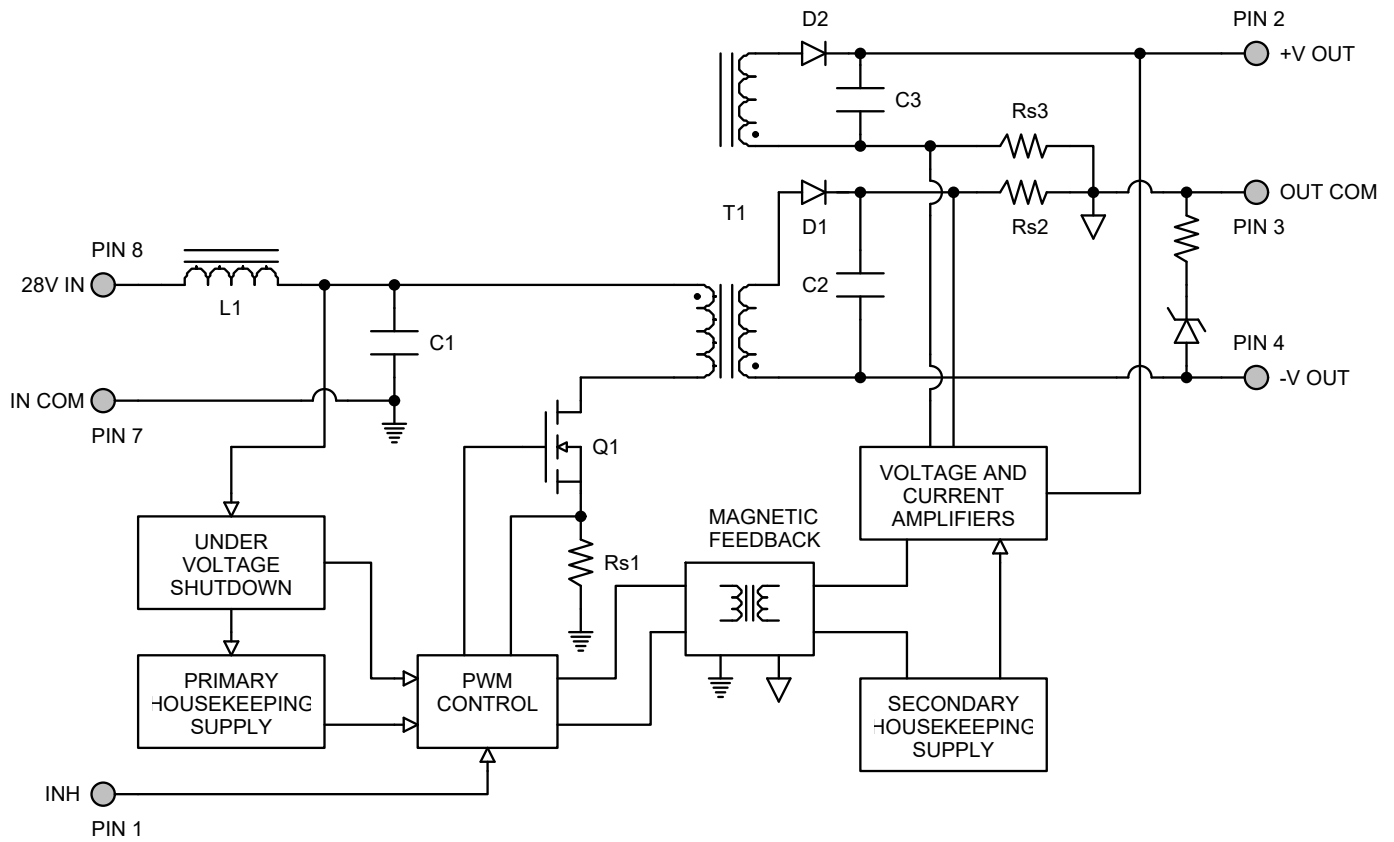 D2
PIN 2
+V OUT
C3
Rs3
T1
D1
Rs2
OUT COM
PIN 3
PIN 8
28V IN
L1
C2
C1
PIN 4
-V OUT
IN COM
PIN 7
Q1
VOLTAGE AND
CURRENT
AMPLIFIERS
MAGNETIC
FEEDBACK
UNDER
VOLTAGE
SHUTDOWN
Rs1
PRIMARY
HOUSEKEEPING
SUPPLY
PWM
CONTROL
SECONDARY
HOUSEKEEPING
SUPPLY
INH
PIN 1